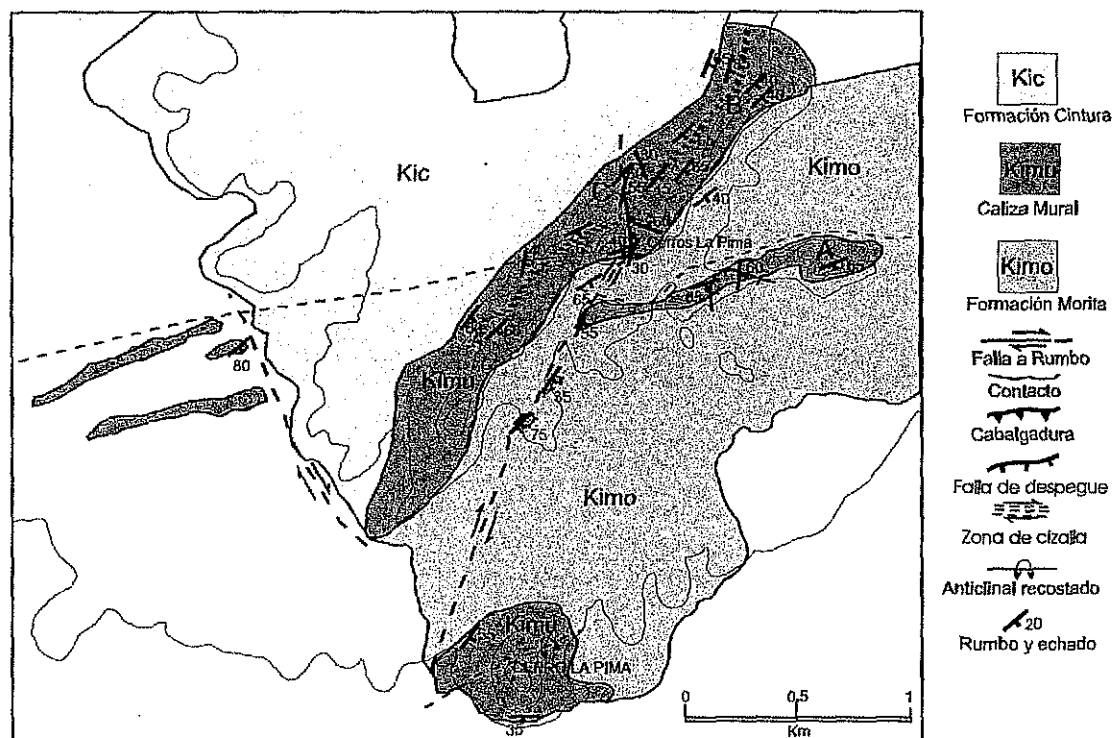 Kic
Kimo
Kimu
Kimo
Kimu
Cerros La Pima
A
B
C
40
30
65
80
35
75
60
35
LA PIMA
0
0.5
1
Km
Kic
Formación Cintura
Kimu
Caliza Mural
Kimo
Formación Morita
Falla a Rumbo
Contacto
Cabalgadura
Falla de despegue
Zona de cizalla
Anticlinal recostado
20
Rumbo y echado